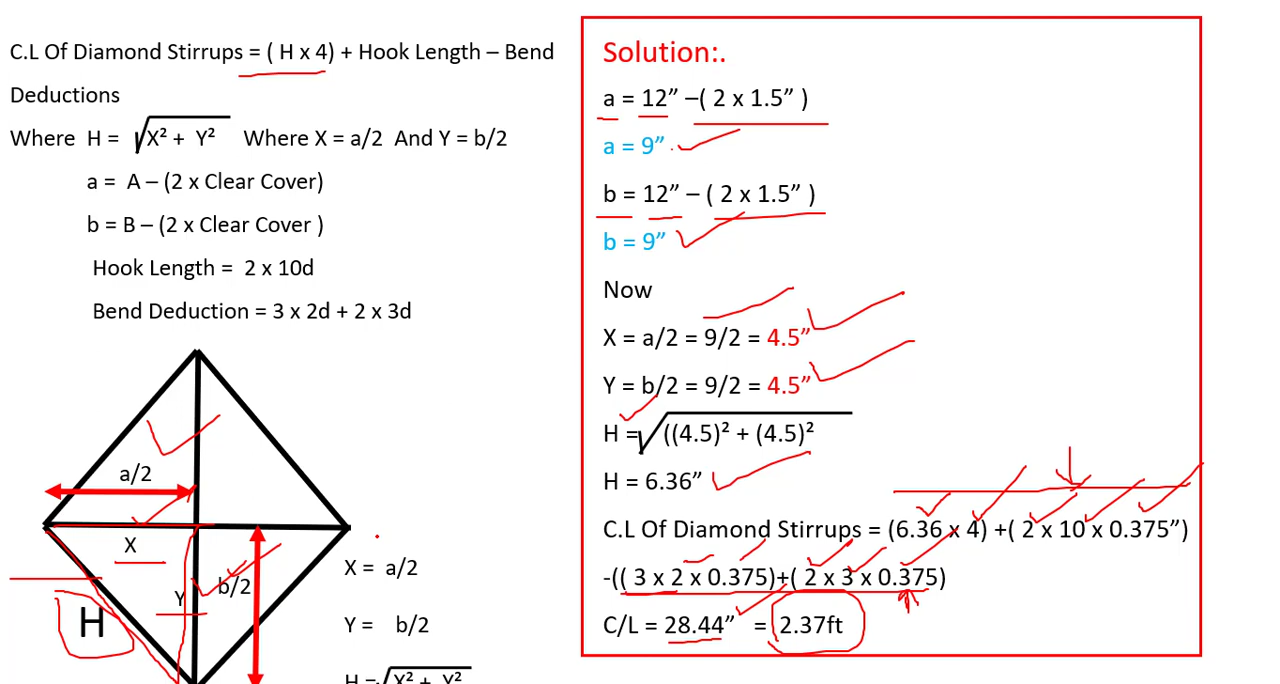 C.L Of Diamond Stirrups = ( H x 4) + Hook Length – Bend
Deductions
Where H = √X² + Y² Where X = a/2 And Y = b/2
a = A – (2 x Clear Cover)
b = B – (2 x Clear Cover )
Hook Length = 2 x 10d
Bend Deduction = 3 x 2d + 2 x 3d
a/2
X
Y
b/2
H
X = a/2
Y = b/2
H =√X² + Y²
Solution:.
a = 12” –( 2 x 1.5” )
a = 9”
b = 12” – ( 2 x 1.5” )
b = 9”
Now
X = a/2 = 9/2 = 4.5”
Y = b/2 = 9/2 = 4.5”
H =√((4.5)² + (4.5)²
H = 6.36”
C.L Of Diamond Stirrups = (6.36 x 4) +( 2 x 10 x 0.375”)
-(( 3 x 2 x 0.375)+( 2 x 3 x 0.375)
C/L = 28.44” = 2.37ft